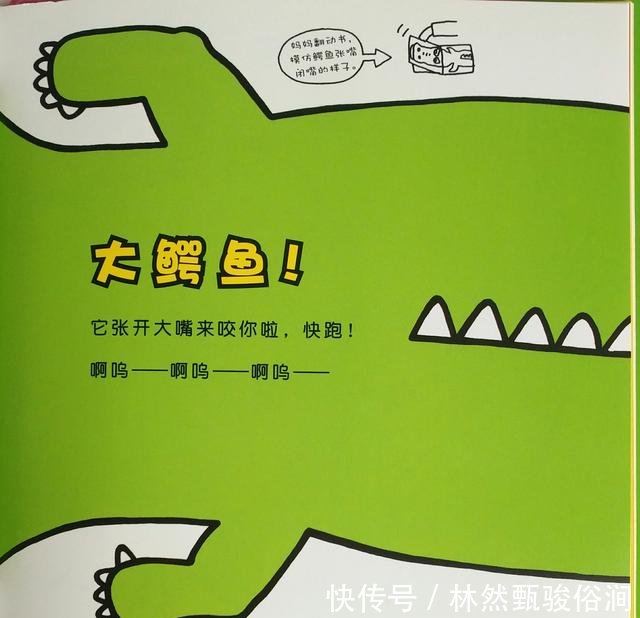 妈妈翻动书，
模仿鳄鱼张嘴
闭嘴的样子。
大鳄鱼！
它张开大嘴来咬你啦，快跑！
啊呜——啊呜——啊呜——
快传号 / 林然甄骏俗涧